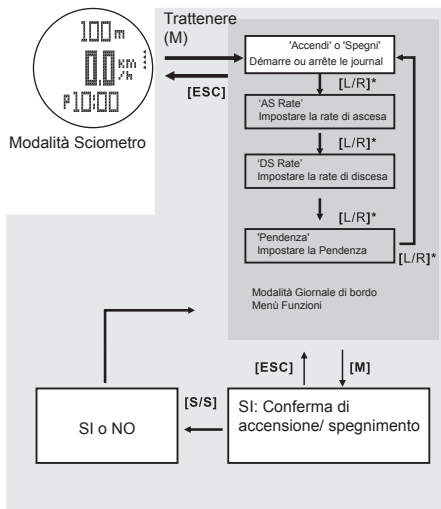 Trattenere
(M)
100 m
0,0 km/h
P 10:00
[ESC]
Modalità Sciometro
'Accendi' o 'Spegni'
Démarre ou arrête le journal
[L/R]*
'AS Rate'
Impostare la rate di ascesa
[L/R]*
'DS Rate'
Impostare la rate di discesa
[L/R]*
'Pendenza'
Impostare la Pendenza
[L/R]*
Modalità Giornale di bordo
Menù Funzioni
[ESC]
[M]
SI: Conferma di
accensione/ spegnimento
[S/S]
SI o NO